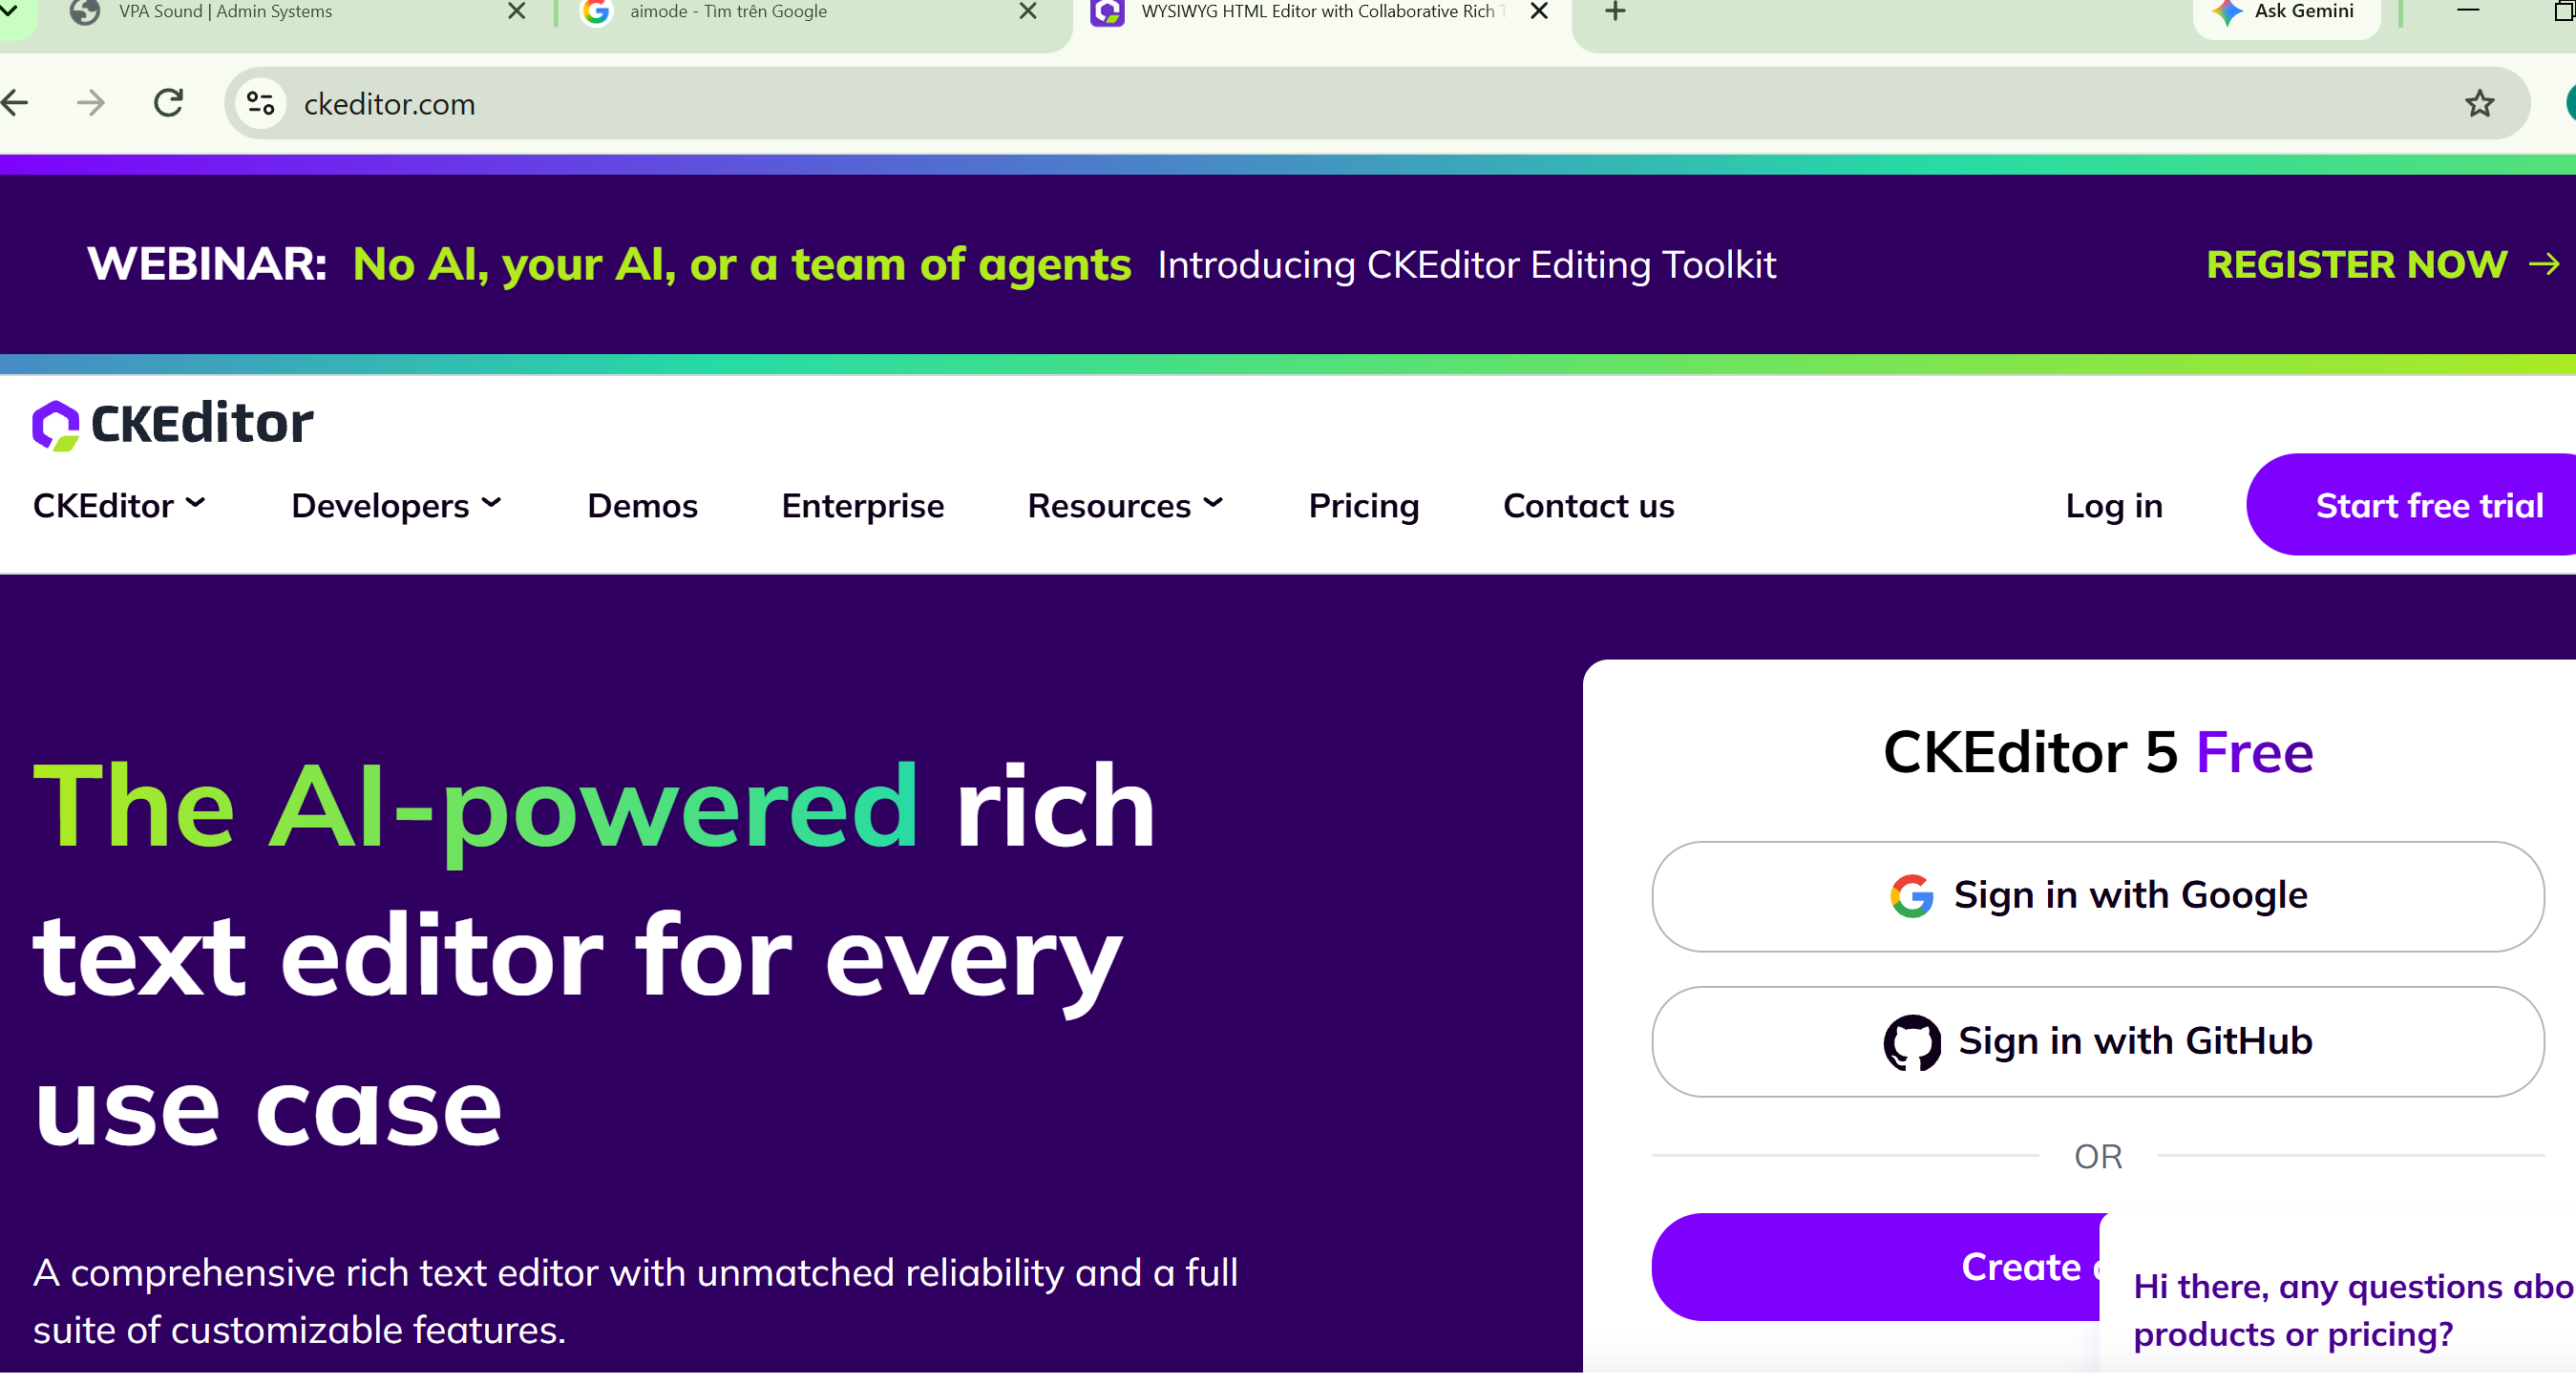 VPA Sound | Admin Systems
aimode - Tìm trên Google
WYSIWYG HTML Editor with Collaborative Rich
Ask Gemini
ckeditor.com
WEBINAR: No AI, your AI, or a team of agents Introducing CKEditor Editing Toolkit
REGISTER NOW →
CKEditor
CKEditor
Developers
Demos
Enterprise
Resources
Pricing
Contact us
Log in
Start free trial
The AI-powered rich
text editor for every
use case
A comprehensive rich text editor with unmatched reliability and a full
suite of customizable features.
CKEditor 5 Free
Sign in with Google
Sign in with GitHub
OR
Create
Hi there, any questions abo
products or pricing?